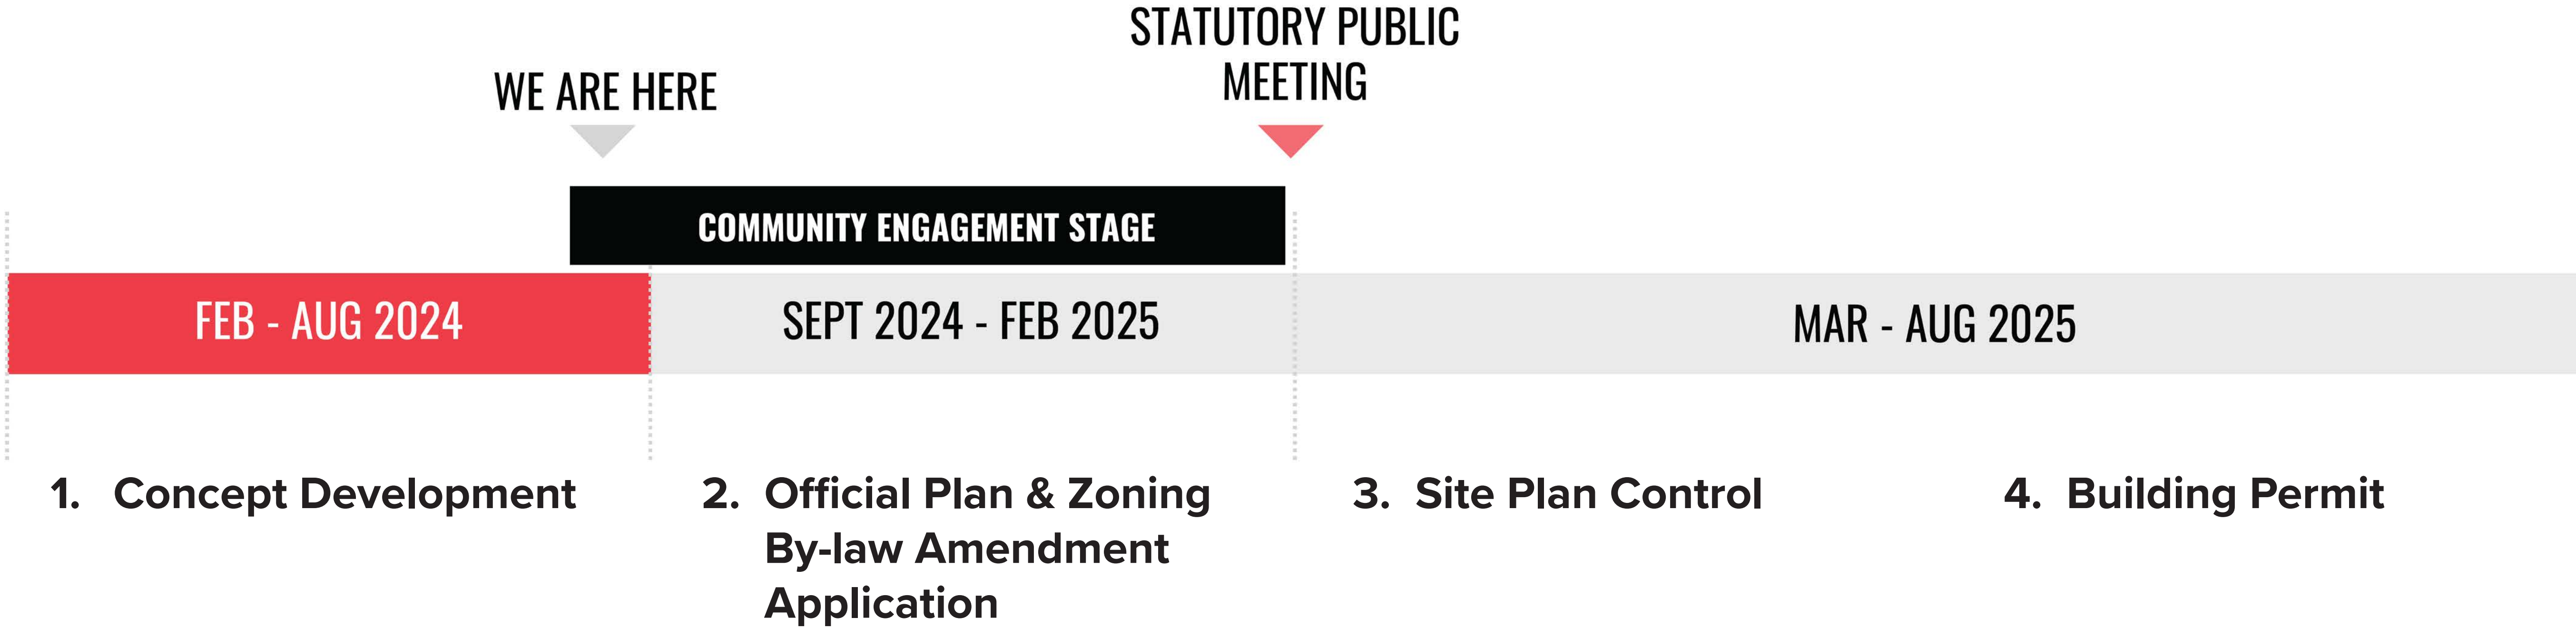 STATUTORY PUBLIC
MEETING
WE ARE HERE
COMMUNITY ENGAGEMENT STAGE
FEB - AUG 2024
SEPT 2024 - FEB 2025
MAR - AUG 2025
1. Concept Development
2. Official Plan & Zoning
By-law Amendment
Application
3. Site Plan Control
4. Building Permit